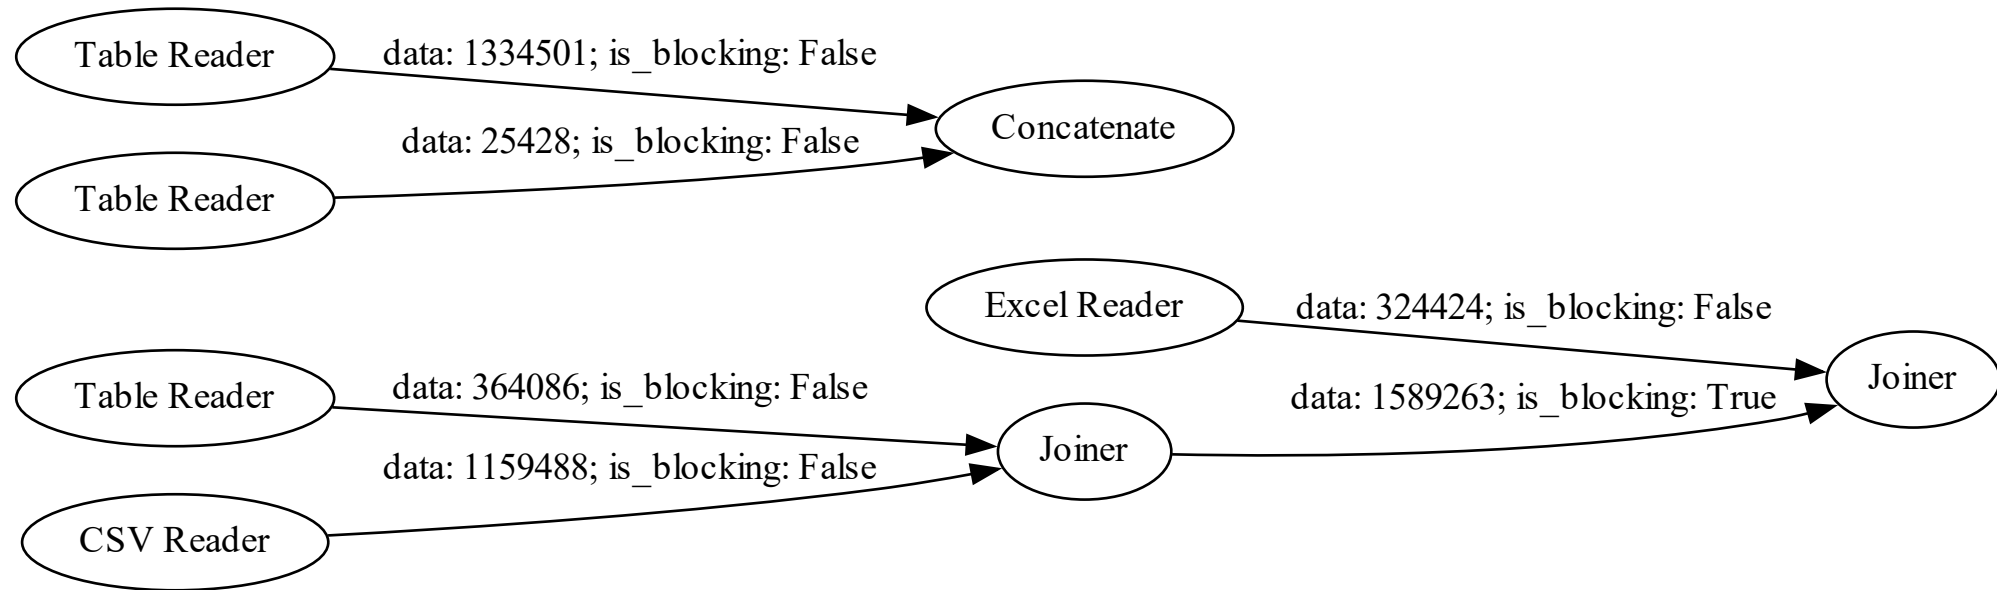 Table Reader
data: 1334501; is_blocking: False
Concatenate
data: 25428; is_blocking: False
Table Reader
Excel Reader
data: 324424; is_blocking: False
Joiner
Table Reader
data: 364086; is_blocking: False
data: 1589263; is_blocking: True
Joiner
data: 1159488; is_blocking: False
CSV Reader